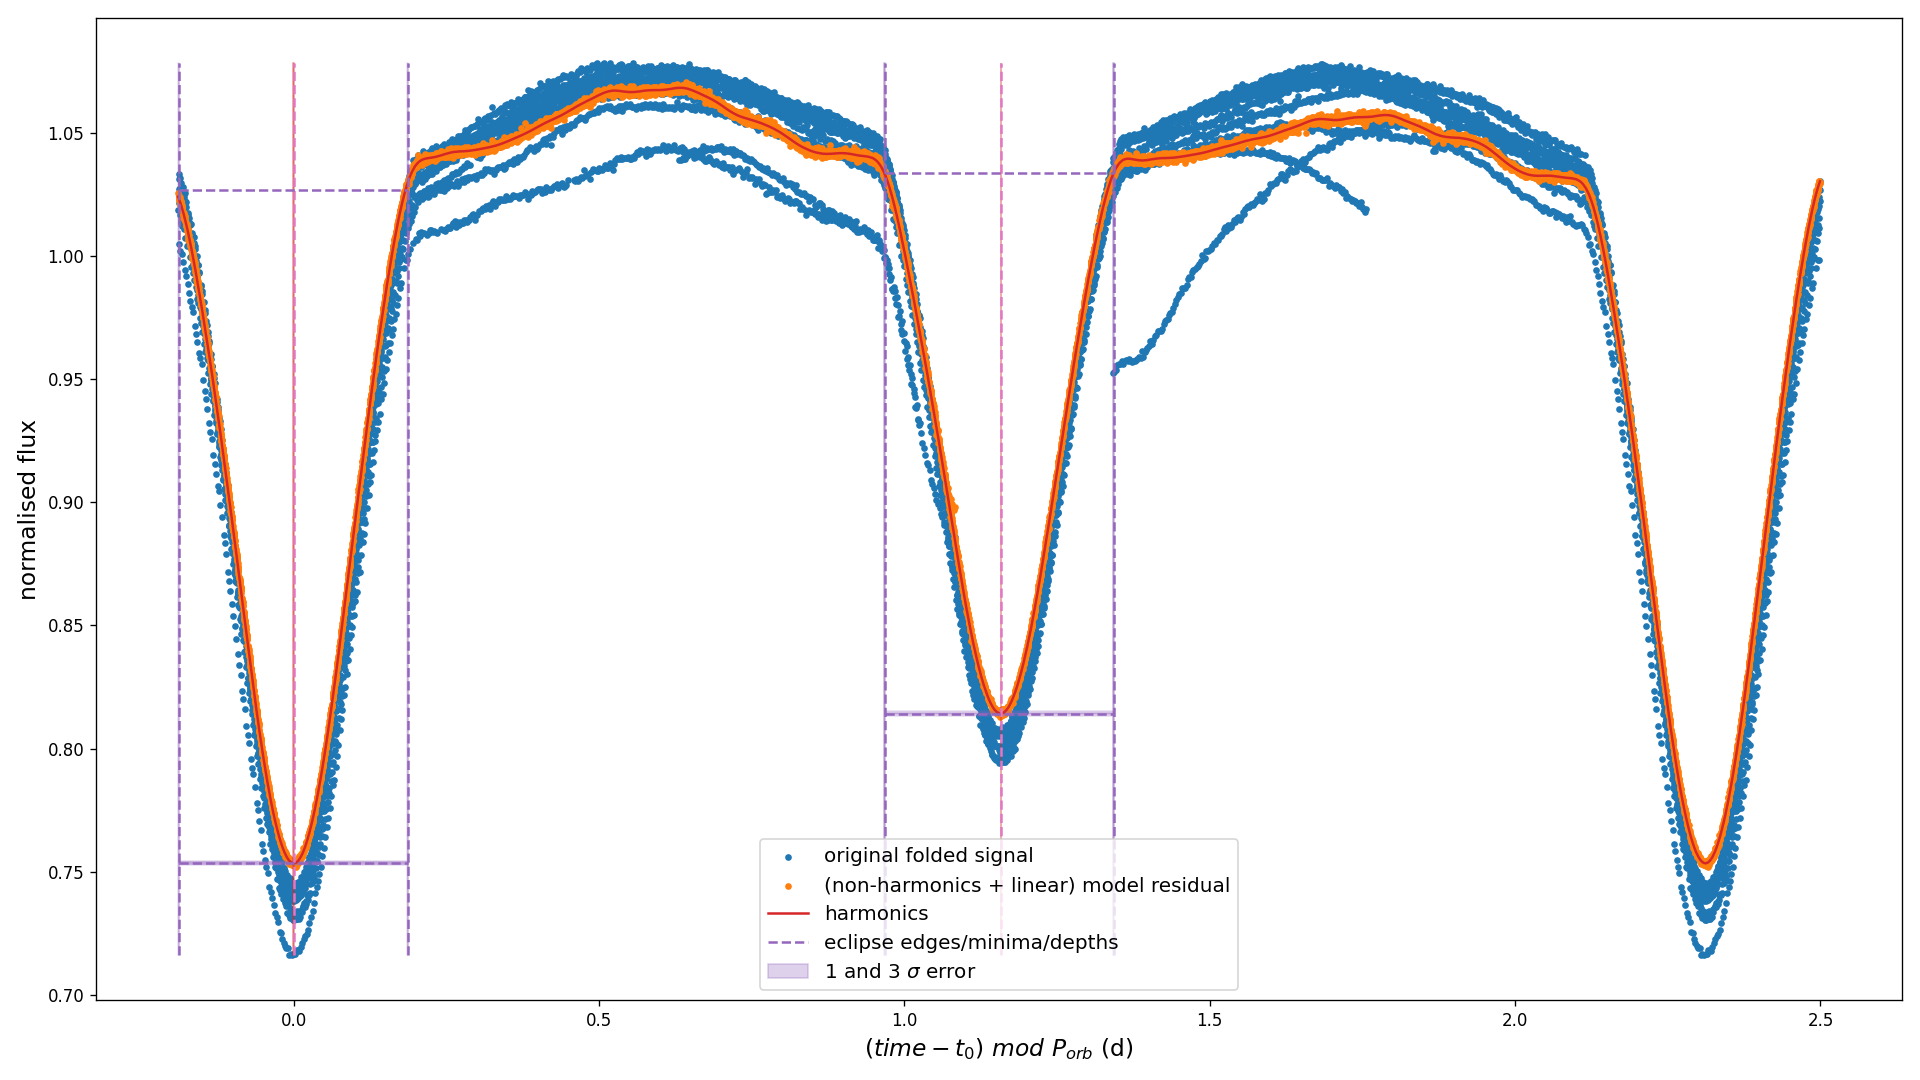 normalised flux
1.05
1.00
0.95
0.90
0.85
0.80
0.75
0.70
original folded signal
(non-harmonics + linear) model residual
harmonics
eclipse edges/minima/depths
1 and 3 σ error
0.0 0.5 1.0 1.5 2.0 2.5
(time − t₀) mod Pₒᵣb (d)